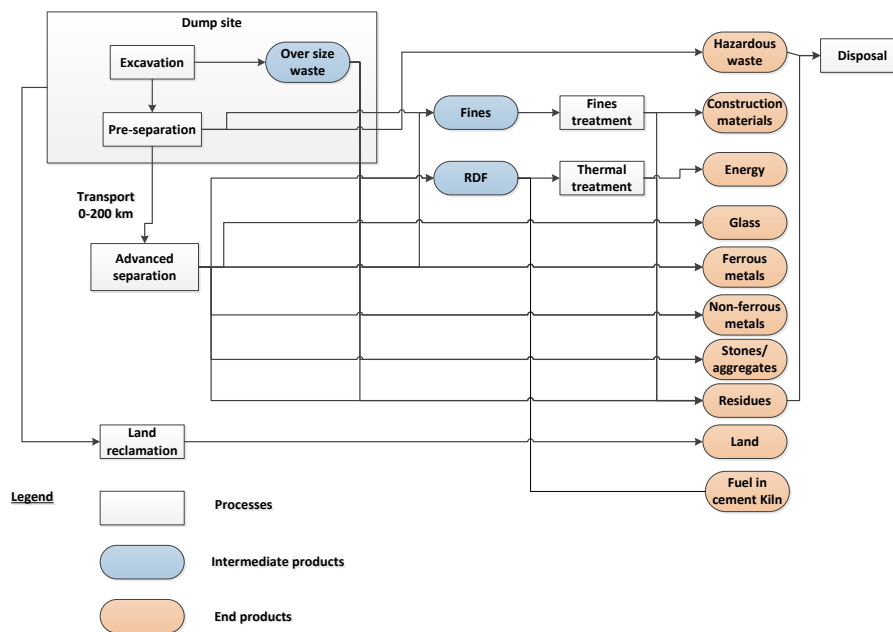 Dump site
Excavation
Over size
waste
Hazardous
waste
Disposal
Pre-separation
Fines
Fines
treatment
Construction
materials
RDF
Thermal
treatment
Energy
Transport
0-200 km
Glass
Advanced
separation
Ferrous
metals
Non-ferrous
metals
Stones/
aggregates
Residues
Land
reclamation
Land
Fuel in
cement Kiln
Legend
Processes
Intermediate products
End products